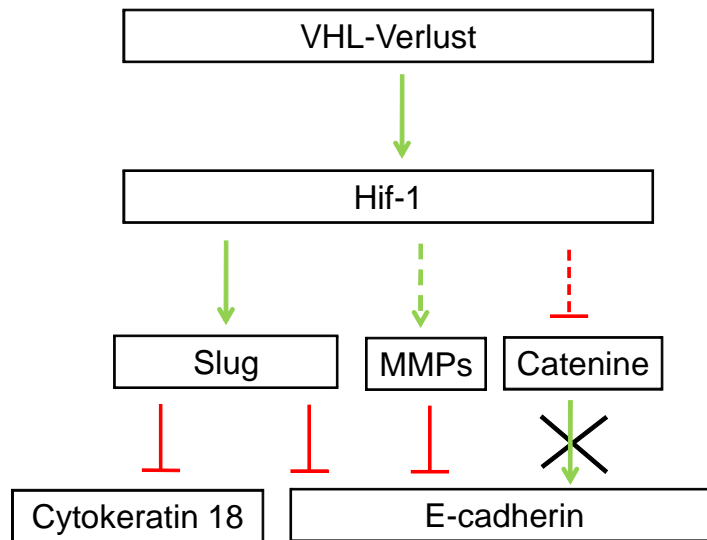 VHL-Verlust
Hif-1
Slug
MMPs
Catenine
Cytokeratin 18
E-cadherin